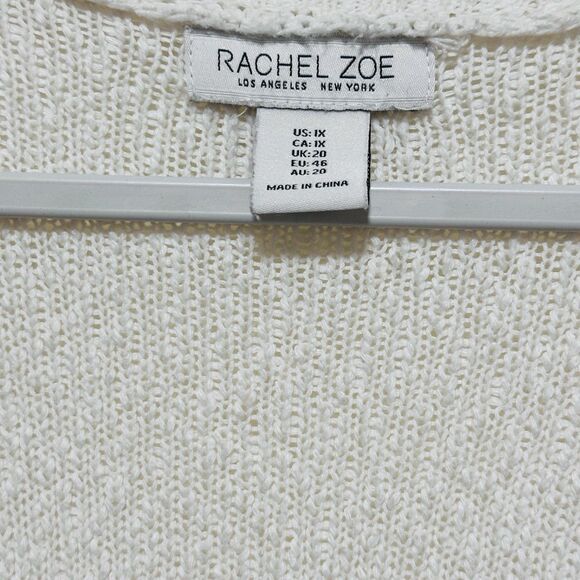 RACHEL ZOE
LOS ANGELES NEW YORK
US: 1X
CA: 1X
UK: 20
EU: 46
AU: 20
MADE IN CHINA